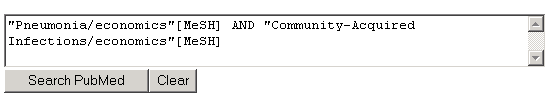 "Pneumonia/economics"[MeSH] AND "Community-Acquired
Infections/economics"[MeSH]
Search PubMed Clear